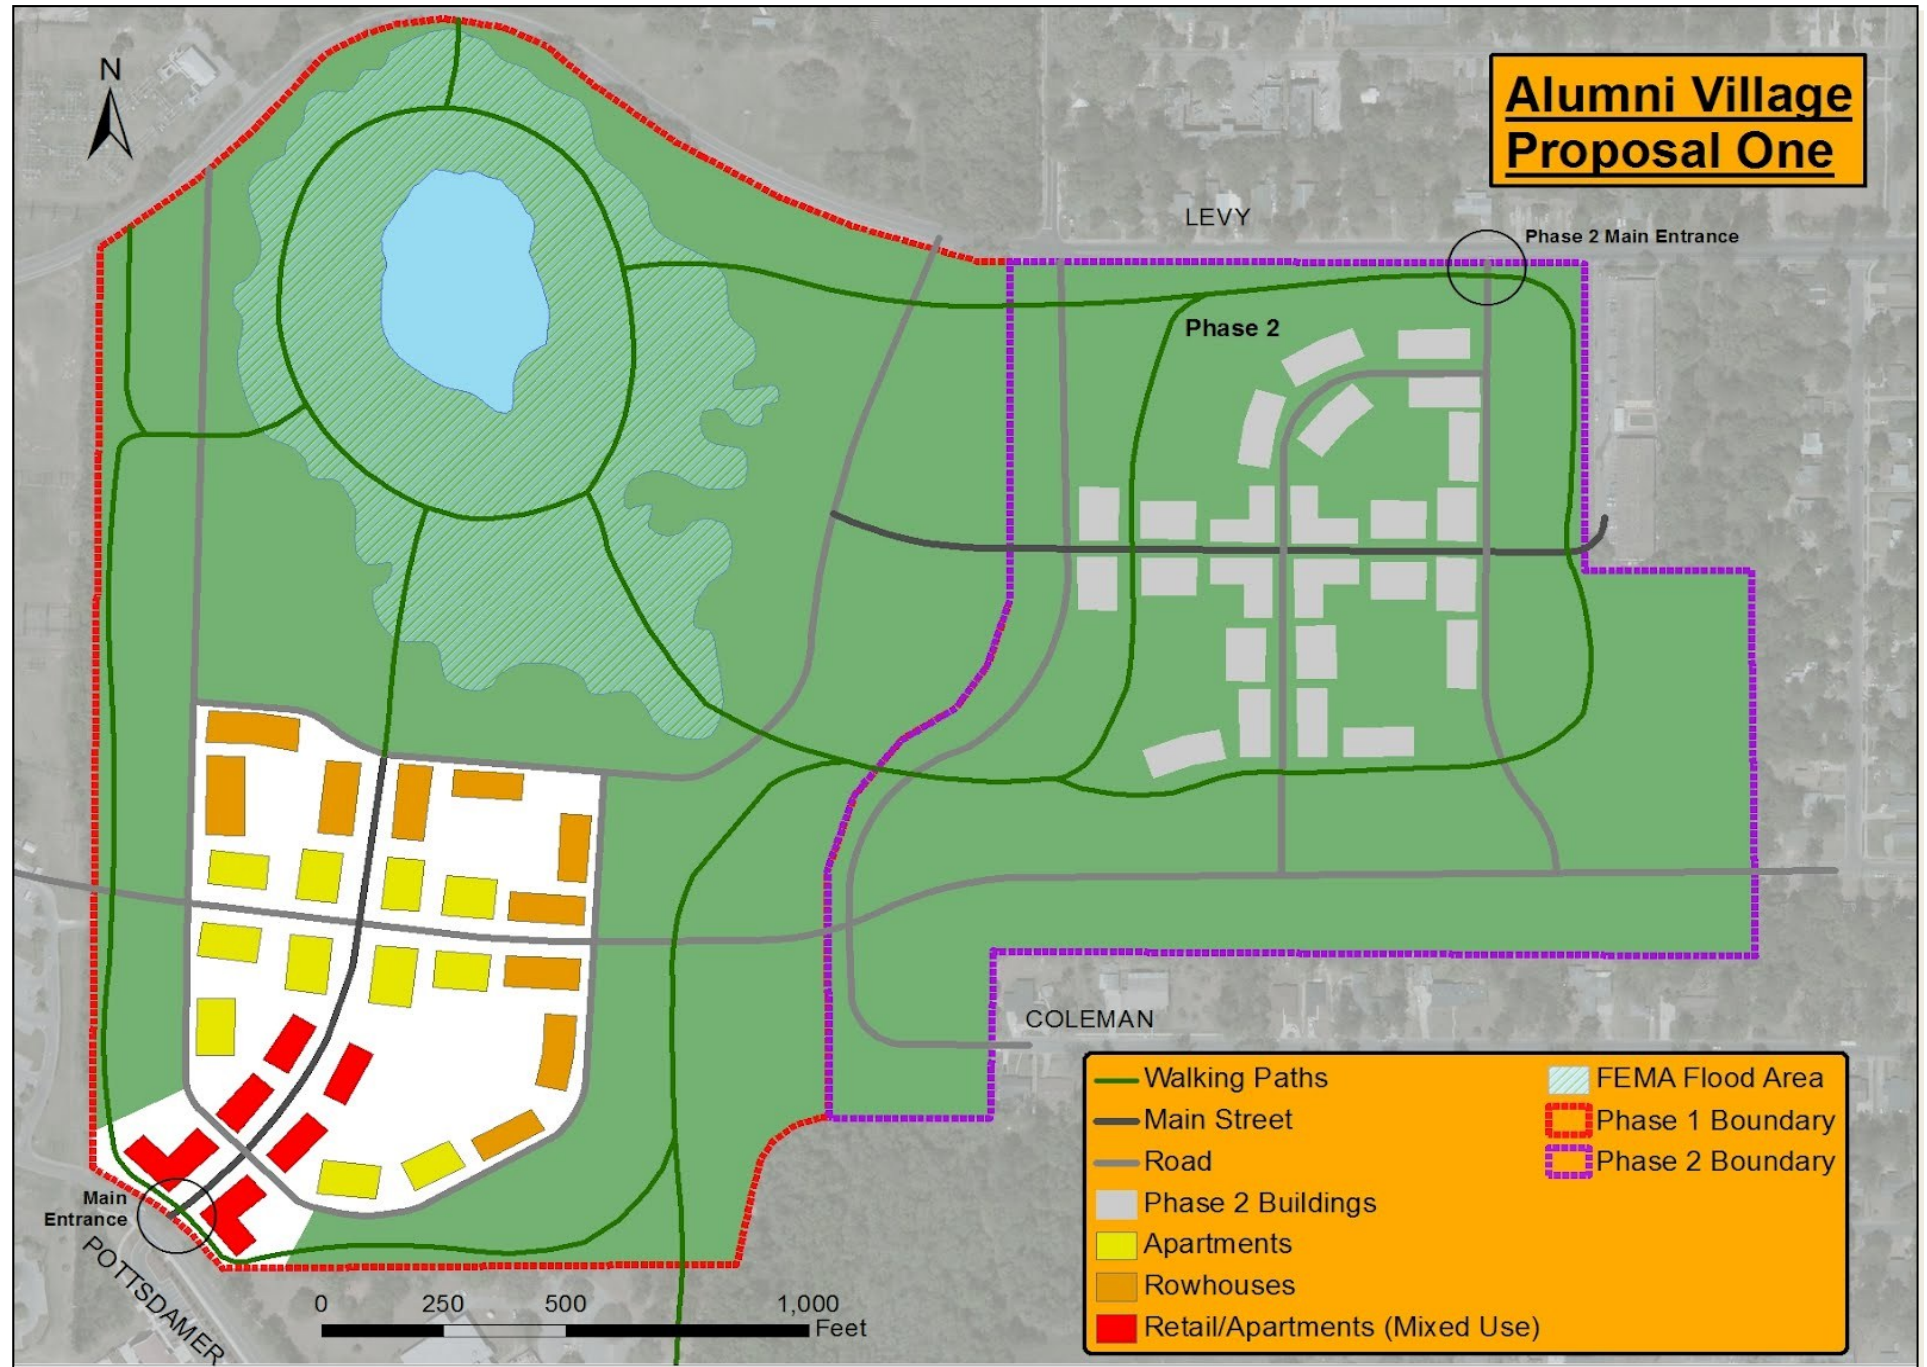 N
Alumni Village
Proposal One
LEVY
Phase 2 Main Entrance
Phase 2
COLEMAN
Main
Entrance
POTTSDAMER
0 250 500 1,000
Feet
Walking Paths
Main Street
Road
Phase 2 Buildings
Apartments
Rowhouses
Retail/Apartments (Mixed Use)
FEMA Flood Area
Phase 1 Boundary
Phase 2 Boundary